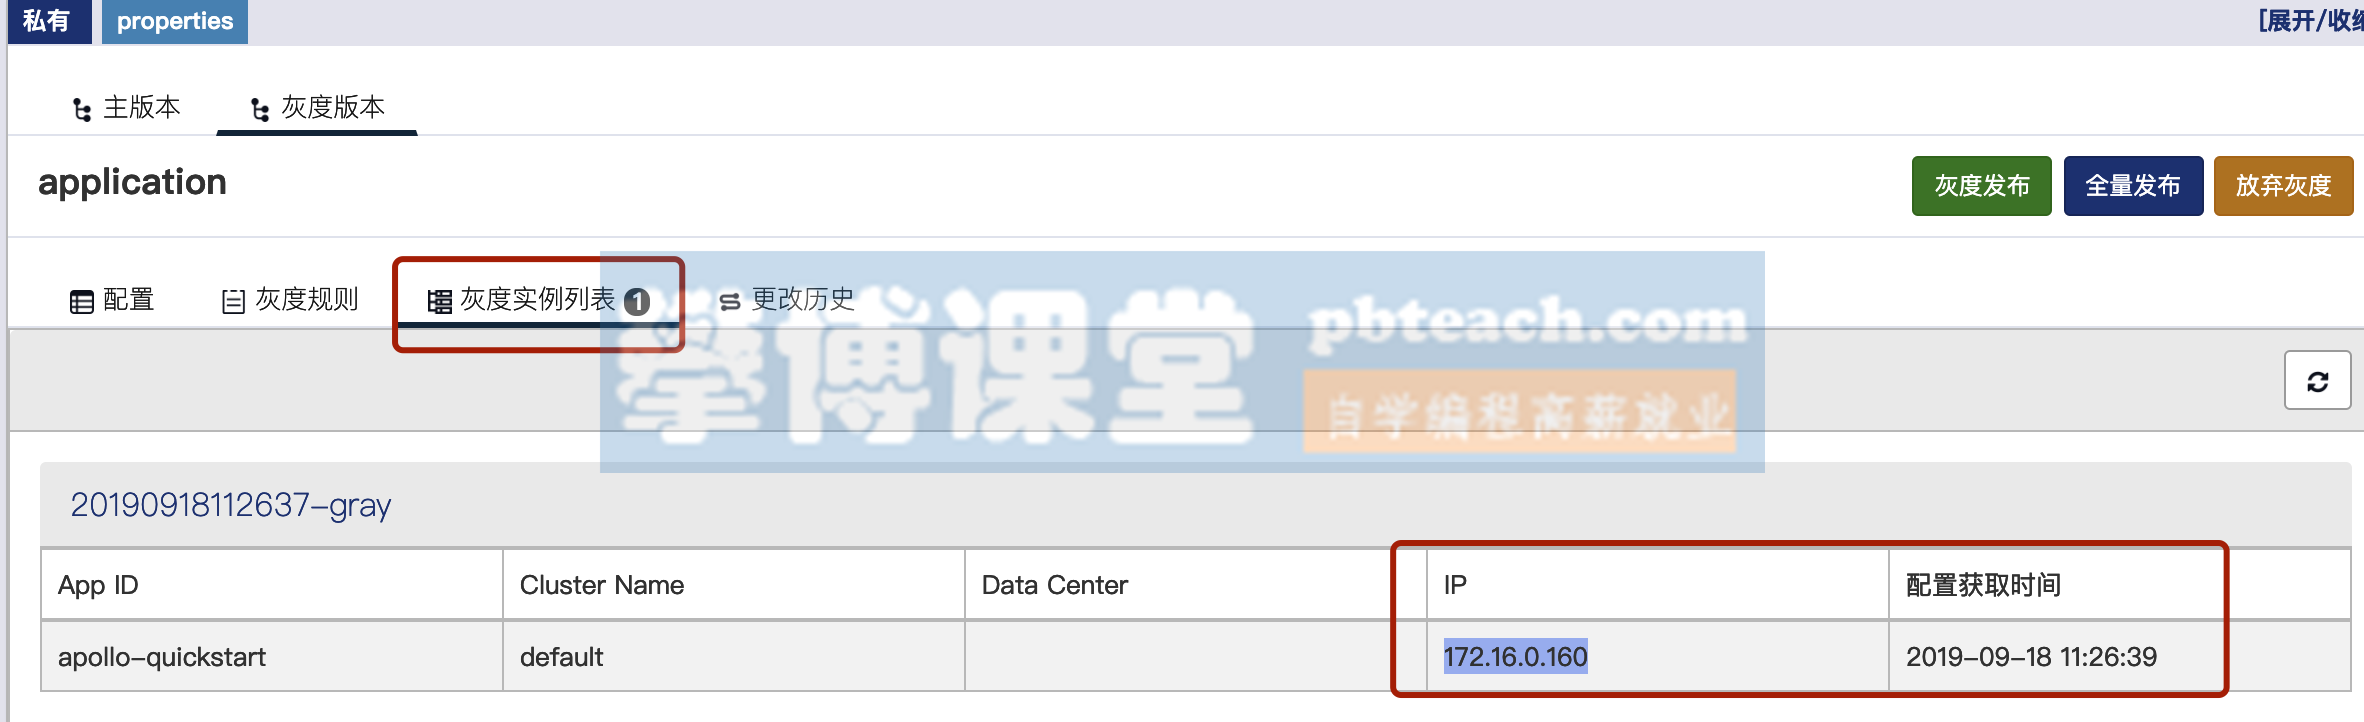 私有 properties [展开/收缩
主版本 灰度版本
application 灰度发布 全量发布 放弃灰度
配置 灰度规则 灰度实例列表 1 更改历史
擎博课堂 pbteach.com
自学编程高薪就业
20190918112637-gray
App ID Cluster Name Data Center IP 配置获取时间
apollo-quickstart default 172.16.0.160 2019-09-18 11:26:39